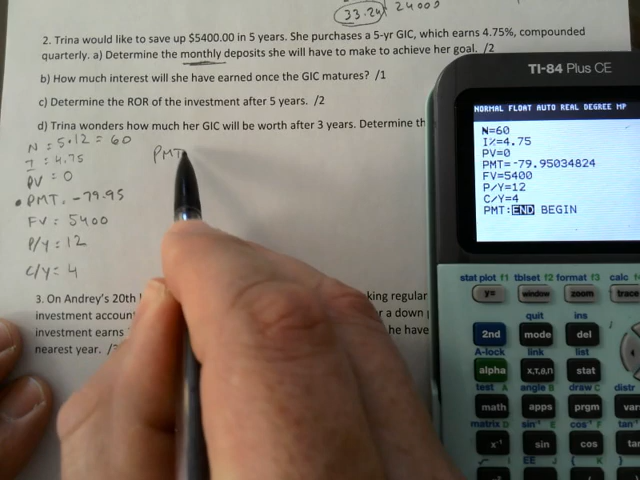 33.24 24000
2. Trina would like to save up $5400.00 in 5 years. She purchases a 5-yr GIC, which earns 4.75%, compounded
quarterly. a) Determine the monthly deposits she will have to make to achieve her goal. /2
b) How much interest will she have earned once the GIC matures? /1
c) Determine the ROR of the investment after 5 years. /2
d) Trina wonders how much her GIC will be worth after 3 years. Determine th
N = 5·12 = 60
I = 4.75
PV = 0
• PMT = -79.95
FV = 5400
P/Y = 12
C/Y = 4
PMT
3. On Andrey's 20th
king regular
investment accoun
r a down
investment earns
he have
nearest year.
TI-84 Plus CE
NORMAL FLOAT AUTO REAL DEGREE MP
N=60
I%=4.75
PV=0
PMT=-79.95034824
FV=5400
P/Y=12
C/Y=4
PMT:END BEGIN
stat plot f1 tblset f2 format f3 calc
y= window zoom trace
quit ins
2nd mode del
A-lock link list
alpha X,T,θ,n stat
test A angle B draw C distr
math apps prgm vars
matrix D sin⁻¹ E cos⁻¹ F tan⁻¹
x⁻¹ sin cos tan
EE J